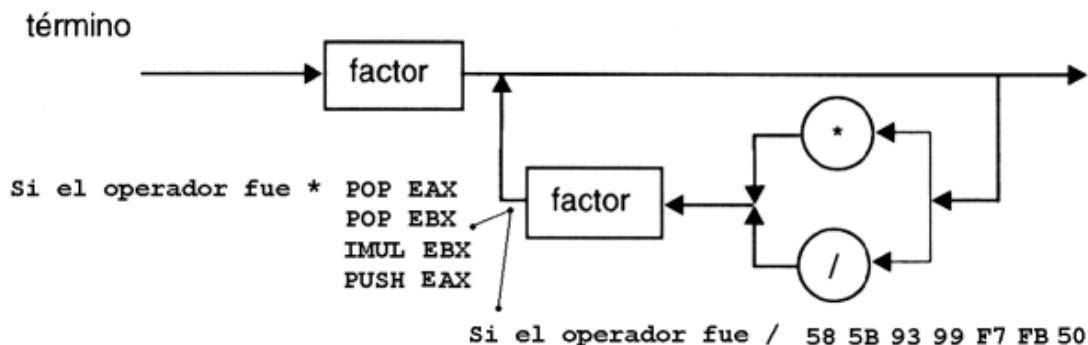 término
factor
*
Si el operador fue * POP EAX
POP EBX
IMUL EBX
PUSH EAX
factor
/
Si el operador fue / 58 5B 93 99 F7 FB 50